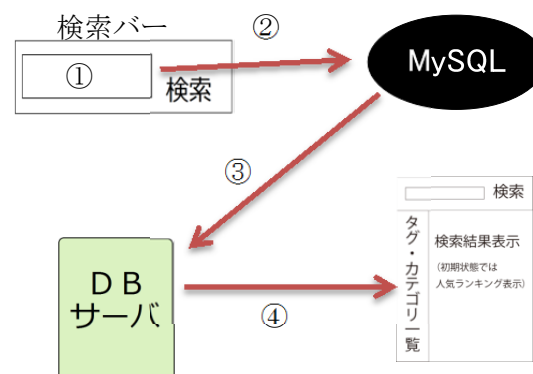 検索バー
②
①
検索
MySQL
③
検索
タグ・カテゴリ一覧
検索結果表示
(初期状態では
人気ランキング表示)
DB
サーバ
④